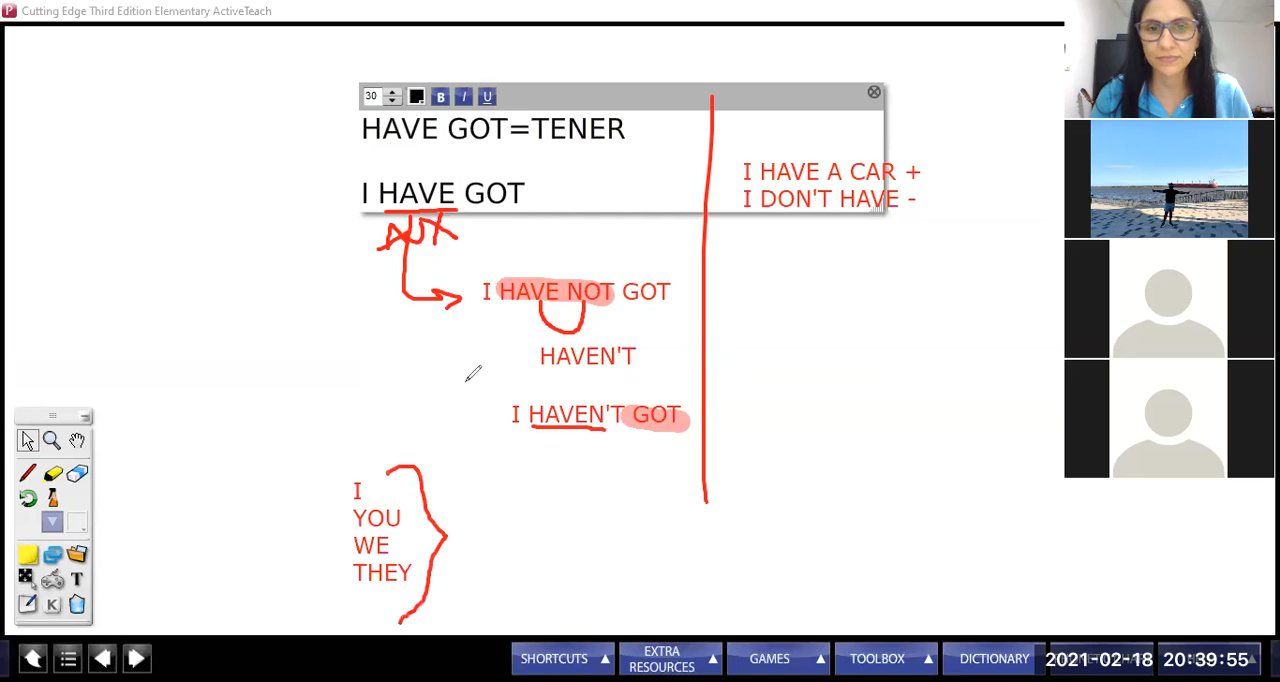 Cutting Edge Third Edition Elementary ActiveTeach
30 B I U
HAVE GOT=TENER
I HAVE GOT
AUX
I HAVE A CAR +
I DON'T HAVE -
I HAVE NOT GOT
HAVEN'T
I HAVEN'T GOT
I
YOU
WE
THEY
T
K
SHORTCUTS
EXTRA
RESOURCES
GAMES
TOOLBOX
DICTIONARY
2021-02-18 20:39:55